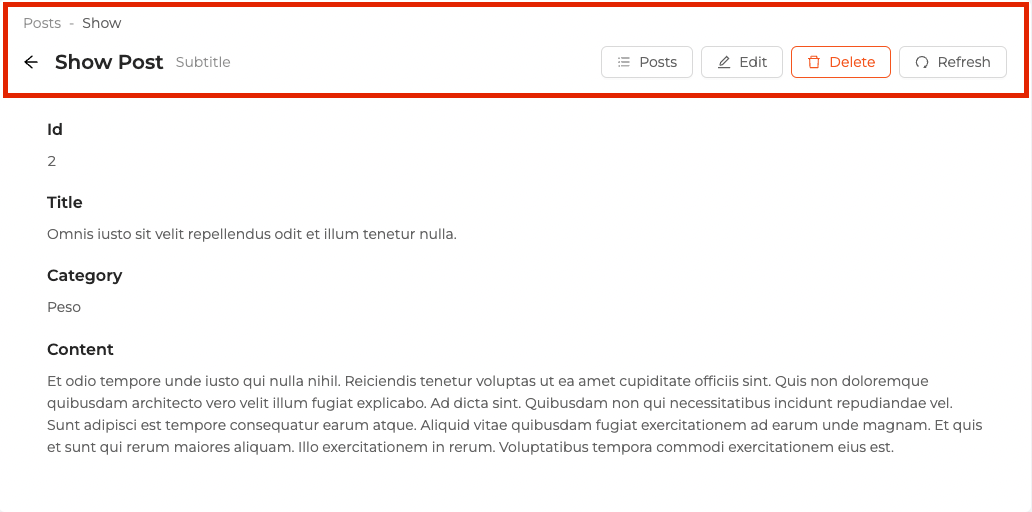 Posts - Show
Show Post Subtitle Posts Edit Delete Refresh
Id
2
Title
Omnis iusto sit velit repellendus odit et illum tenetur nulla.
Category
Peso
Content
Et odio tempore unde iusto qui nulla nihil. Reiciendis tenetur voluptas ut ea amet cupiditate officiis sint. Quis non doloremque
quibusdam architecto vero velit illum fugiat explicabo. Ad dicta sint. Quibusdam non qui necessitatibus incidunt repudiandae vel.
Sunt adipisci est tempore consequatur earum atque. Aliquid vitae quibusdam fugiat exercitationem ad earum unde magnam. Et quis
et sunt qui rerum maiores aliquam. Illo exercitationem in rerum. Voluptatibus tempora commodi exercitationem eius est.